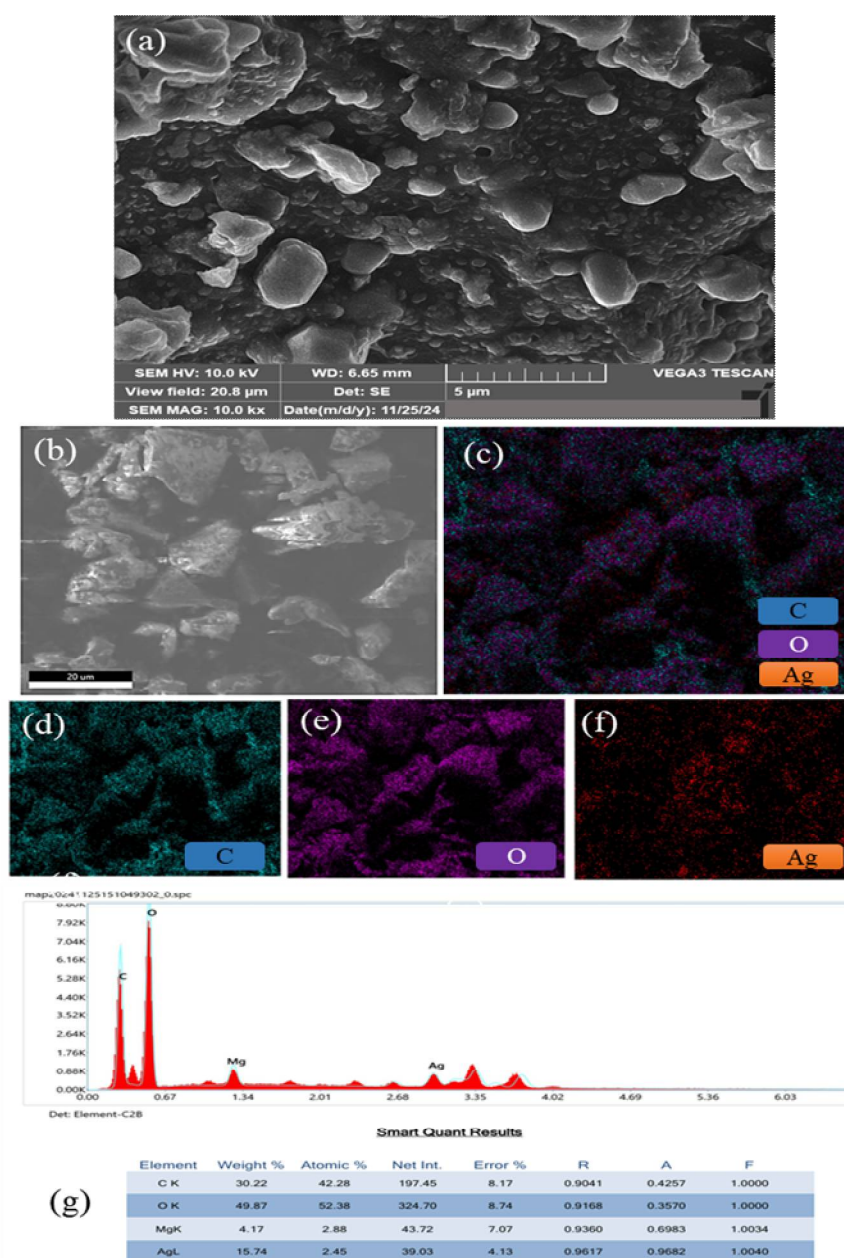 (a)
SEM HV: 10.0 kV WD: 6.65 mm VEGA3 TESCAN
View field: 20.8 µm Det: SE 5 µm
SEM MAG: 10.0 kx Date(m/d/y): 11/25/24
(b) (c)
20 um
C
O
Ag
(d) (e) (f)
C O Ag
map20241125151049302_0.spc
8.80K
7.92K
7.04K
6.16K
5.28K
4.40K
3.52K
2.64K
1.76K
0.88K
0.00K
O
C
Mg Ag
0.00 0.67 1.34 2.01 2.68 3.35 4.02 4.69 5.36 6.03
Det: Element-C2B
Smart Quant Results
Element Weight % Atomic % Net Int. Error % R A F
C K 30.22 42.28 197.45 8.17 0.9041 0.4257 1.0000
O K 49.87 52.38 324.70 8.74 0.9168 0.3570 1.0000
MgK 4.17 2.88 43.72 7.07 0.9360 0.6983 1.0034
AgL 15.74 2.45 39.03 4.13 0.9617 0.9682 1.0040
(g)